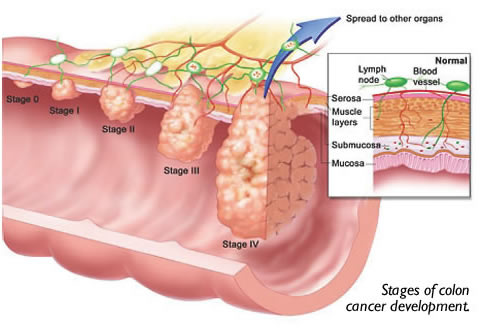 Spread to other organs
Normal
Lymph
node
Blood
vessel
Serosa
Muscle
layers
Submucosa
Mucosa
Stage 0
Stage I
Stage II
Stage III
Stage IV
Stages of colon
cancer development.